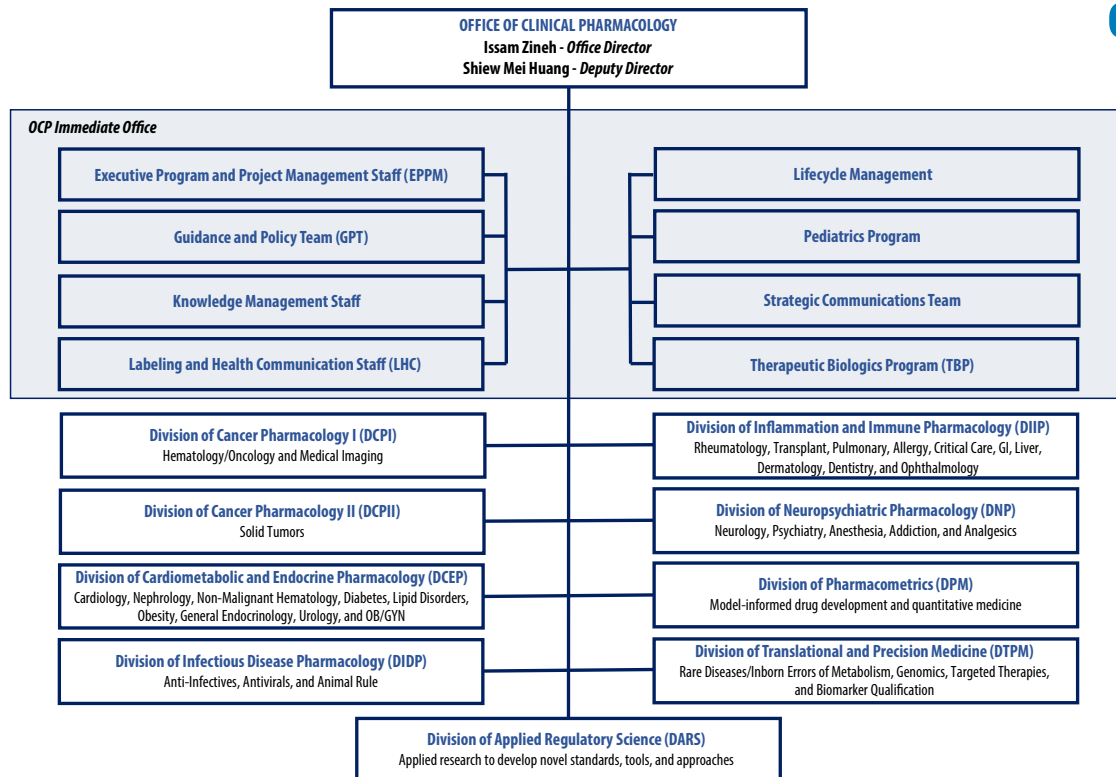 OFFICE OF CLINICAL PHARMACOLOGY
Issam Zineh - Office Director
Shiew Mei Huang - Deputy Director
OCP Immediate Office
Executive Program and Project Management Staff (EPPM)
Guidance and Policy Team (GPT)
Knowledge Management Staff
Labeling and Health Communication Staff (LHC)
Lifecycle Management
Pediatrics Program
Strategic Communications Team
Therapeutic Biologics Program (TBP)
Division of Cancer Pharmacology I (DCPI)
Hematology/Oncology and Medical Imaging
Division of Cancer Pharmacology II (DCPII)
Solid Tumors
Division of Cardiometabolic and Endocrine Pharmacology (DCEP)
Cardiology, Nephrology, Non-Malignant Hematology, Diabetes, Lipid Disorders,
Obesity, General Endocrinology, Urology, and OB/GYN
Division of Infectious Disease Pharmacology (DIDP)
Anti-Infectives, Antivirals, and Animal Rule
Division of Inflammation and Immune Pharmacology (DIIP)
Rheumatology, Transplant, Pulmonary, Allergy, Critical Care, GI, Liver,
Dermatology, Dentistry, and Ophthalmology
Division of Neuropsychiatric Pharmacology (DNP)
Neurology, Psychiatry, Anesthesia, Addiction, and Analgesics
Division of Pharmacometrics (DPM)
Model-informed drug development and quantitative medicine
Division of Translational and Precision Medicine (DTPM)
Rare Diseases/Inborn Errors of Metabolism, Genomics, Targeted Therapies,
and Biomarker Qualification
Division of Applied Regulatory Science (DARS)
Applied research to develop novel standards, tools, and approaches